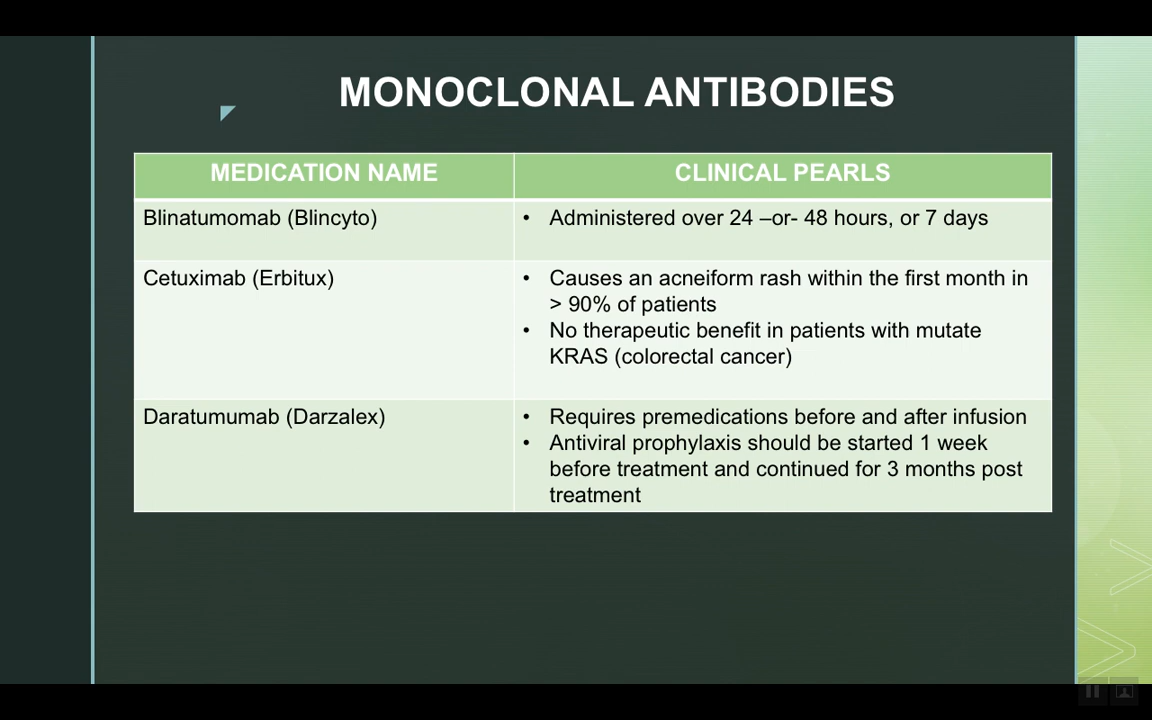 MONOCLONAL ANTIBODIES
MEDICATION NAME
CLINICAL PEARLS
Blinatumomab (Blincyto)
• Administered over 24 –or- 48 hours, or 7 days
Cetuximab (Erbitux)
• Causes an acneiform rash within the first month in
> 90% of patients
• No therapeutic benefit in patients with mutate
KRAS (colorectal cancer)
Daratumumab (Darzalex)
• Requires premedications before and after infusion
• Antiviral prophylaxis should be started 1 week
before treatment and continued for 3 months post
treatment